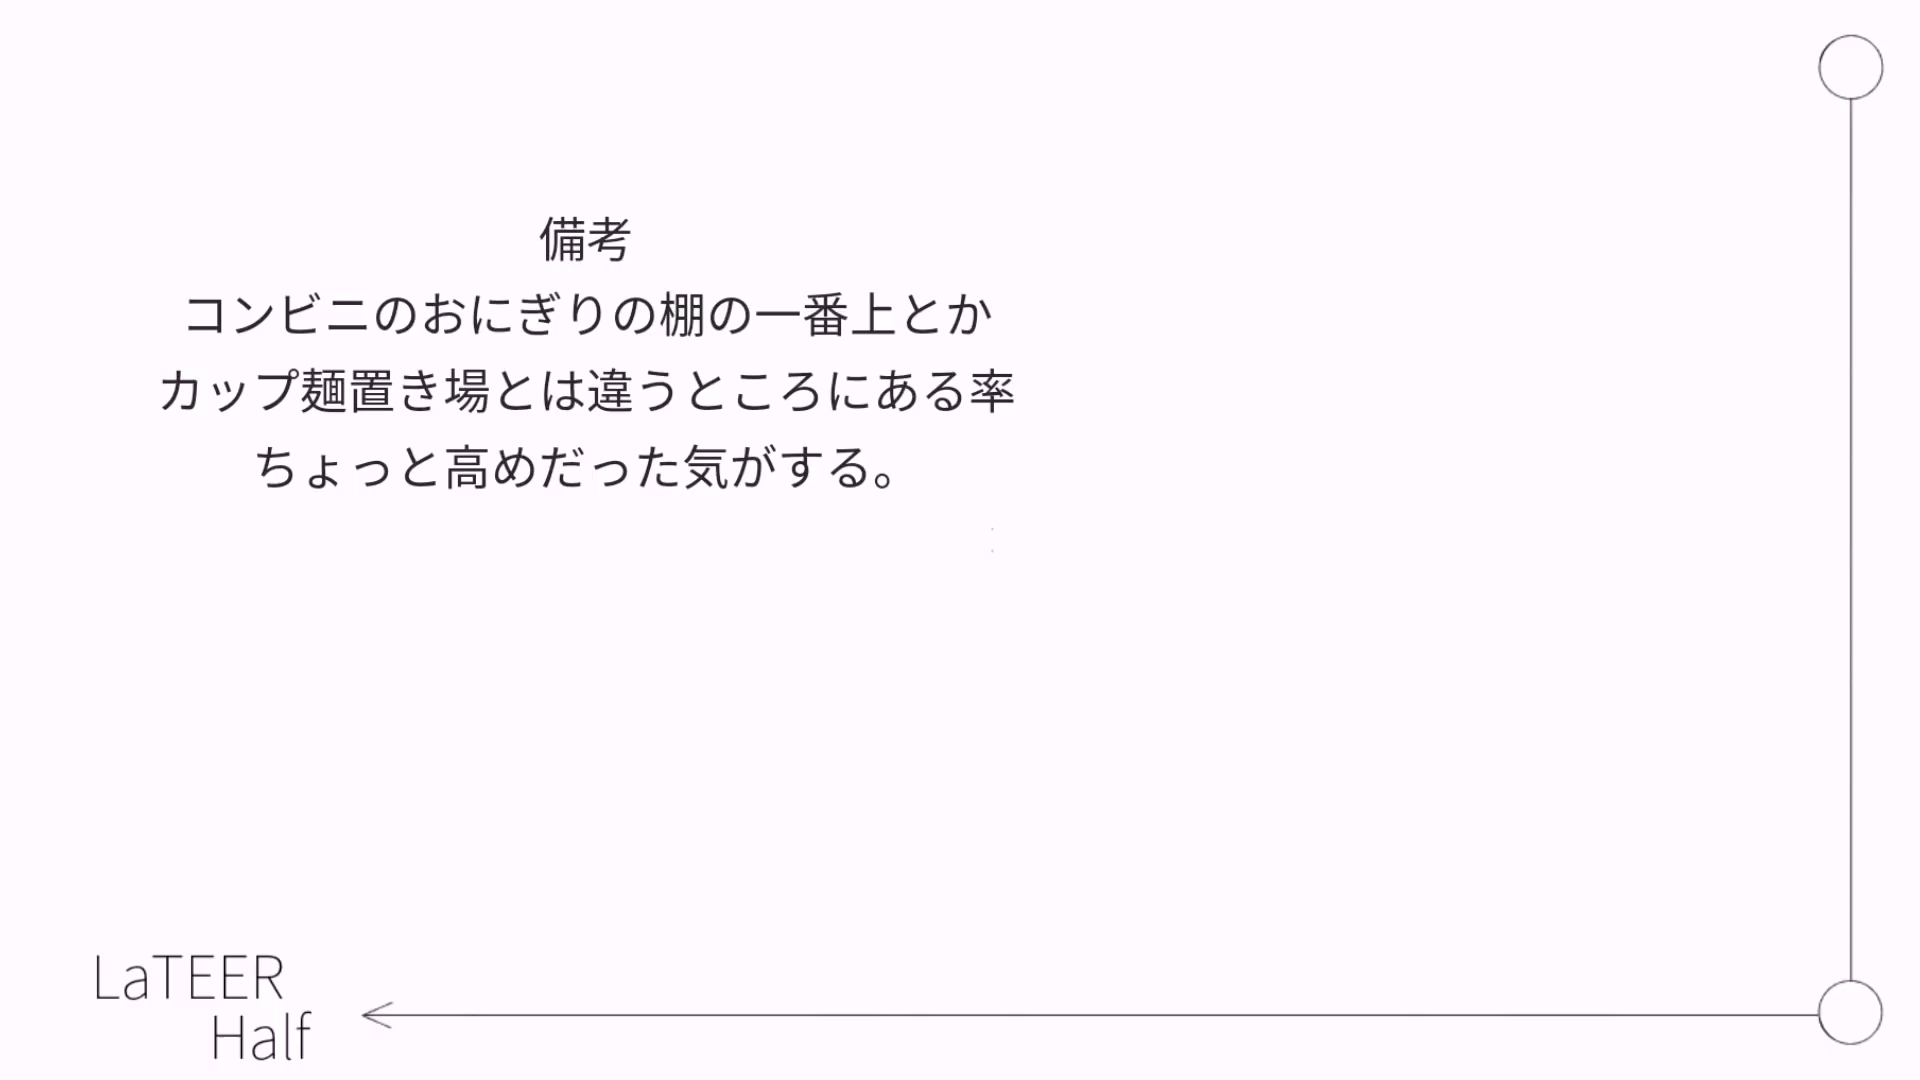 備考
コンビニのおにぎりの棚の一番上とか
カップ麺置き場とは違うところにある率
ちょっと高めだった気がする。
LaTEER
Half